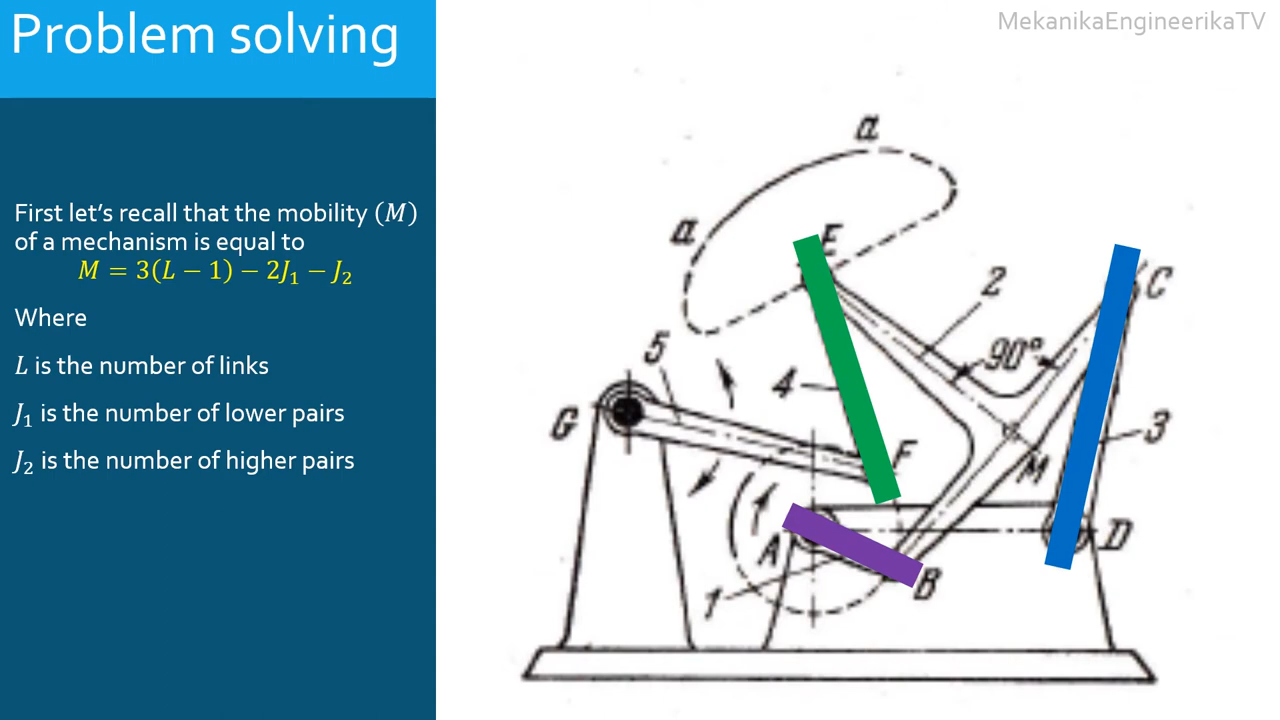 Problem solving
MekanikaEngineerikaTV
First let's recall that the mobility (M)
of a mechanism is equal to
M = 3(L − 1) − 2J₁ − J₂
Where
L is the number of links
J₁ is the number of lower pairs
J₂ is the number of higher pairs
a
a
E
2
C
90°
5
4
G
F
3
M
A
D
B
1